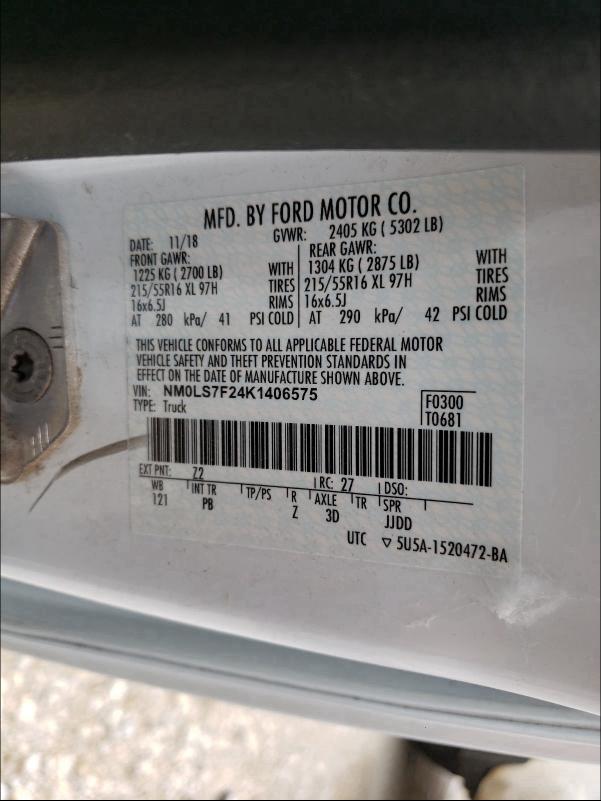 MFD. BY FORD MOTOR CO.
DATE: 11/18 GVWR: 2405 KG ( 5302 LB)
FRONT GAWR: REAR GAWR:
1225 KG ( 2700 LB) WITH 1304 KG ( 2875 LB) WITH
215/55R16 XL 97H TIRES 215/55R16 XL 97H TIRES
16x6.5J RIMS 16x6.5J RIMS
AT 280 kPa/ 41 PSI COLD AT 290 kPa/ 42 PSI COLD
THIS VEHICLE CONFORMS TO ALL APPLICABLE FEDERAL MOTOR
VEHICLE SAFETY AND THEFT PREVENTION STANDARDS IN
EFFECT ON THE DATE OF MANUFACTURE SHOWN ABOVE.
VIN: NM0LS7F24K1406575 F0300
TYPE: Truck T0681
EXT PNT: Z2 RC: 27 DSO:
WB INT TR TP/PS R AXLE TR SPR
121 PB Z 3D JJDD
UTC ▽ 5U5A-1520472-BA